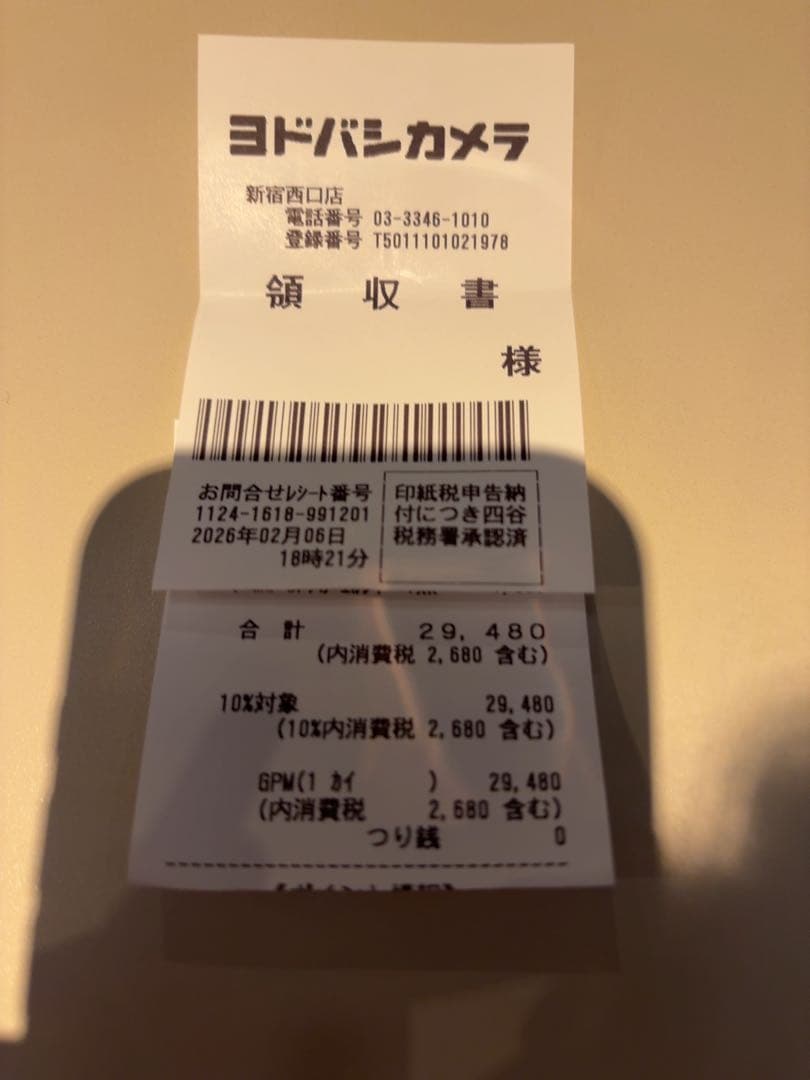 ヨドバシカメラ
新宿西口店
電話番号 03-3346-1010
登録番号 T5011101021978
領 収 書
様
お問合せﾚｼｰﾄ番号
1124-1618-991201
2026年02月06日
18時21分
印紙税申告納
付につき四谷
税務署承認済
合 計 29,480
(内消費税 2,680 含む)
10%対象 29,480
(10%内消費税 2,680 含む)
GPM(1 ｶｲ ) 29,480
(内消費税 2,680 含む)
つり銭 0